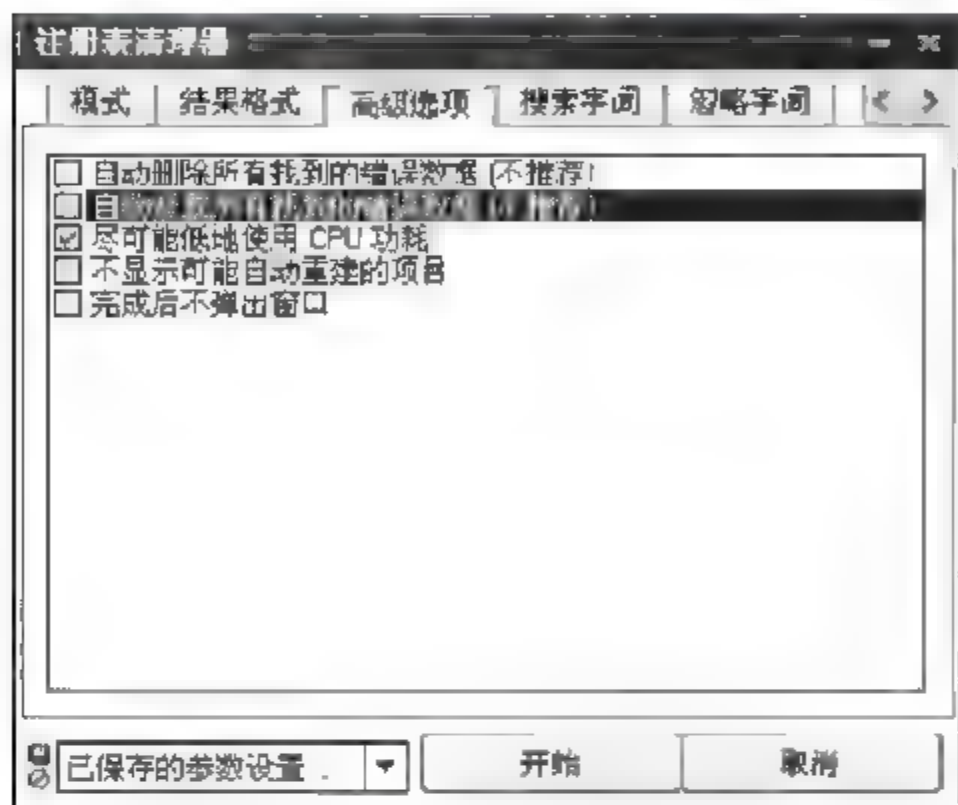 注册表清理器
模式 结果格式 高级选项 搜索字词 忽略字词
自动删除所有找到的错误数据 (不推荐)
自
尽可能低地使用 CPU 功耗
不显示可能自动重建的项目
完成后不弹出窗口
已保存的参数设置 . 开始 取消